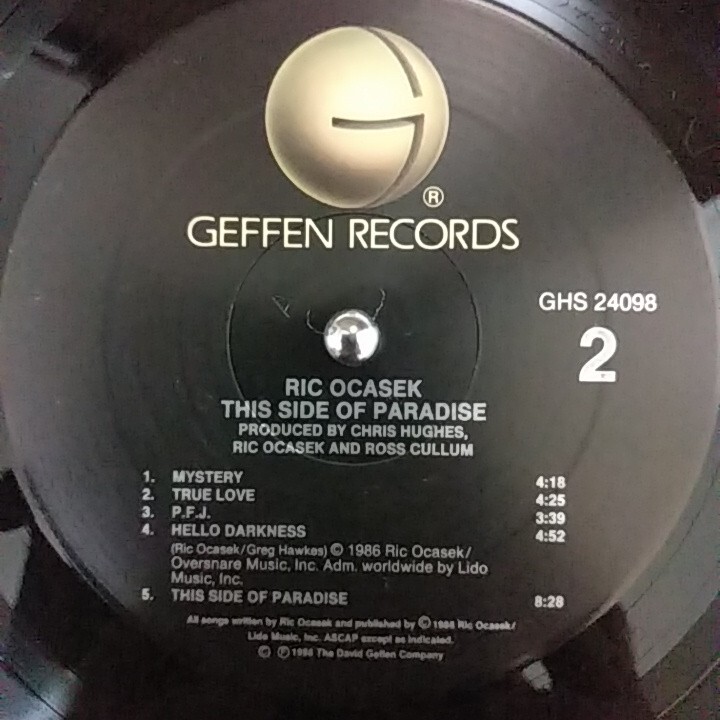 ®
GEFFEN RECORDS
GHS 24098
2
RIC OCASEK
THIS SIDE OF PARADISE
PRODUCED BY CHRIS HUGHES,
RIC OCASEK AND ROSS CULLUM
1. MYSTERY 4:18
2. TRUE LOVE 4:25
3. P.F.J. 3:39
4. HELLO DARKNESS 4:52
(Ric Ocasek/Greg Hawkes) © 1986 Ric Ocasek/
Oversnare Music, Inc. Adm. worldwide by Lido
Music, Inc.
5. THIS SIDE OF PARADISE 8:28
All songs written by Ric Ocasek and published by © 1986 Ric Ocasek/
Lido Music, Inc. ASCAP except as indicated.
© ℗ 1986 The David Geffen Company